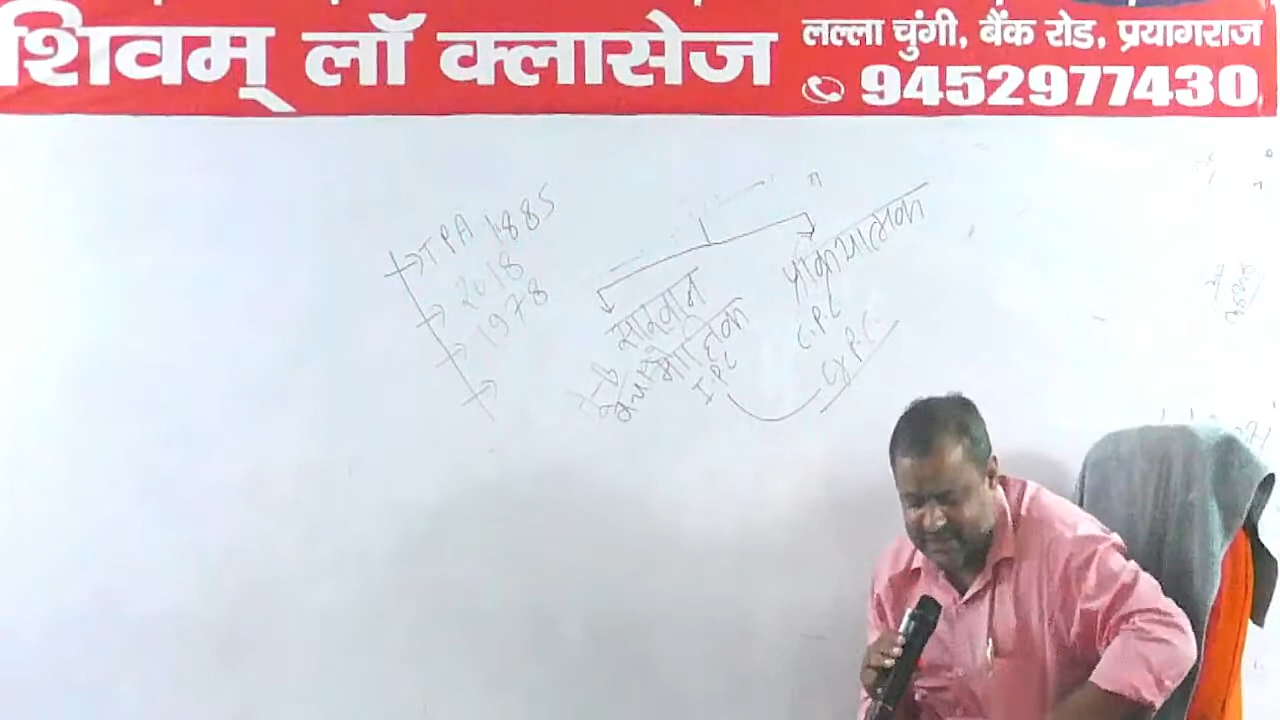 शिवम् लॉ क्लासेज
लल्ला चुंगी, बैंक रोड, प्रयागराज
9452977430
TPA 1885
2018
1978
सारवान्
मौलिक
I.P.C
प्रक्रियात्मक
C.P.C
Cr.P.C.